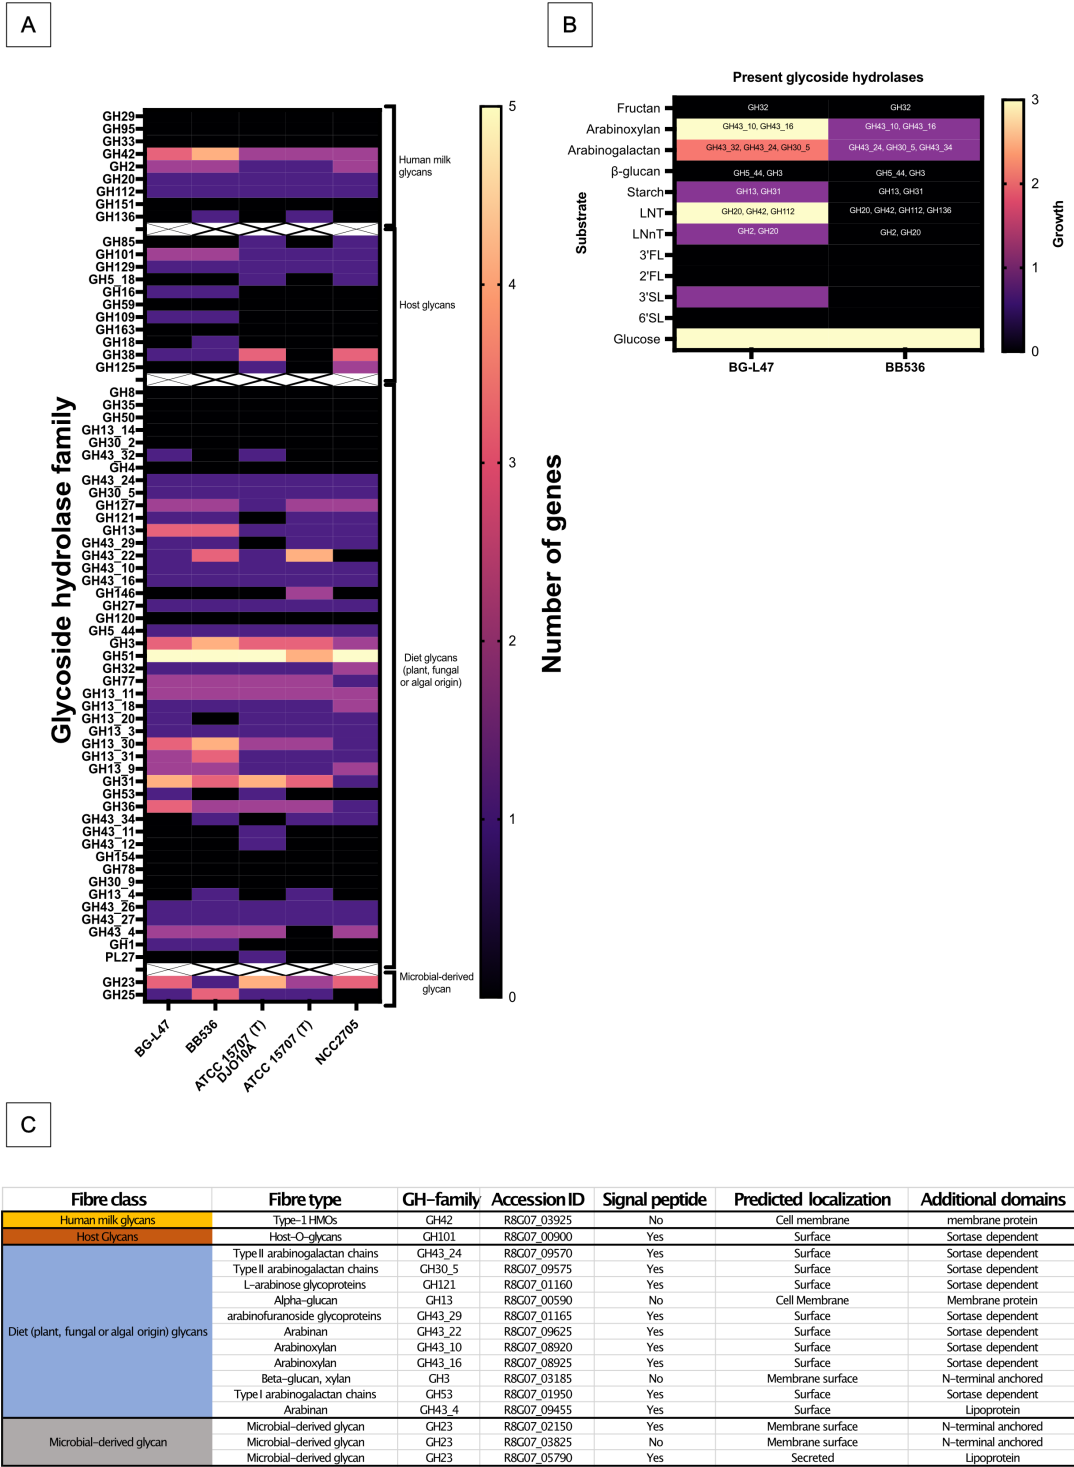 A
GH29
GH95
GH33
GH42
GH2
GH20
GH112
GH151
GH136
GH85
GH101
GH129
GH5_18
GH16
GH59
GH109
GH163
GH18
GH38
GH125
GH8
GH35
GH50
GH13_14
GH30_2
GH43_32
GH4
GH43_24
GH30_5
GH127
GH121
GH13
GH43_29
GH43_22
GH43_10
GH43_16
GH146
GH27
GH120
GH5_44
GH3
GH51
GH32
GH77
GH13_11
GH13_18
GH13_20
GH13_3
GH13_30
GH13_31
GH13_9
GH31
GH53
GH36
GH43_34
GH43_11
GH43_12
GH154
GH78
GH30_9
GH13_4
GH43_26
GH43_27
GH43_4
GH1
PL27
GH23
GH25
Glycoside hydrolase family
BG-L47
BB536
ATCC 15707 (T)
DJO10A
ATCC 15707 (T)
NCC2705
Human milk
glycans
Host glycans
Diet glycans
(plant, fungal
or algal origin)
Microbial-derived
glycan
5
4
3
2
1
0
Number of genes
B
Present glycoside hydrolases
Fructan GH32 GH32
Arabinoxylan GH43_10, GH43_16 GH43_10, GH43_16
Arabinogalactan GH43_32, GH43_24, GH30_5 GH43_24, GH30_5, GH43_34
β-glucan GH5_44, GH3 GH5_44, GH3
Starch GH13, GH31 GH13, GH31
LNT GH20, GH42, GH112 GH20, GH42, GH112, GH136
LNnT GH2, GH20 GH2, GH20
3'FL
2'FL
3'SL
6'SL
Glucose
Substrate
BG-L47 BB536
3
2
1
0
Growth
C
Fibre class Fibre type GH-family Accession ID Signal peptide Predicted localization Additional domains
Human milk glycans Type-1 HMOs GH42 R8G07_03925 No Cell membrane membrane protein
Host Glycans Host-O-glycans GH101 R8G07_00900 Yes Surface Sortase dependent
Type II arabinogalactan chains GH43_24 R8G07_09570 Yes Surface Sortase dependent
Type II arabinogalactan chains GH30_5 R8G07_09575 Yes Surface Sortase dependent
L-arabinose glycoproteins GH121 R8G07_01160 Yes Surface Sortase dependent
Alpha-glucan GH13 R8G07_00590 No Cell Membrane Membrane protein
arabinofuranoside glycoproteins GH43_29 R8G07_01165 Yes Surface Sortase dependent
Diet (plant, fungal or algal origin) glycans Arabinan GH43_22 R8G07_09625 Yes Surface Sortase dependent
Arabinoxylan GH43_10 R8G07_08920 Yes Surface Sortase dependent
Arabinoxylan GH43_16 R8G07_08925 Yes Surface Sortase dependent
Beta-glucan, xylan GH3 R8G07_03185 No Membrane surface N-terminal anchored
Type I arabinogalactan chains GH53 R8G07_01950 Yes Surface Sortase dependent
Arabinan GH43_4 R8G07_09455 Yes Surface Lipoprotein
Microbial-derived glycan GH23 R8G07_02150 Yes Membrane surface N-terminal anchored
Microbial-derived glycan Microbial-derived glycan GH23 R8G07_03825 No Membrane surface N-terminal anchored
Microbial-derived glycan GH23 R8G07_05790 Yes Secreted Lipoprotein